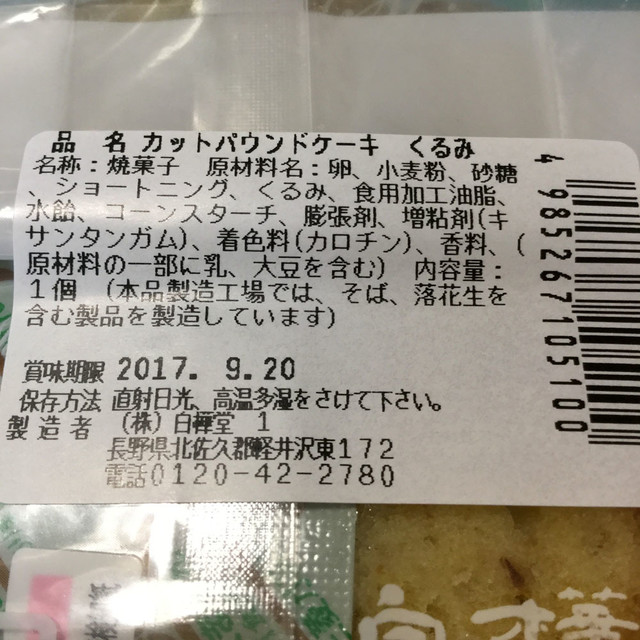 品 名 カットパウンドケーキ くるみ
名称：焼菓子 原材料名：卵、小麦粉、砂糖
、ショートニング、くるみ、食用加工油脂、
水飴、コーンスターチ、膨張剤、増粘剤(キ
サンタンガム)、着色料(カロチン)、香料、(
原材料の一部に乳、大豆を含む) 内容量：
1個 (本品製造工場では、そば、落花生を
含む製品を製造しています)
賞味期限 2017. 9.20
保存方法 直射日光、高温多湿をさけて下さい。
製造者 (株)白樺堂 1
長野県北佐久郡軽井沢東172
電話0120-42-2780
4985267105100